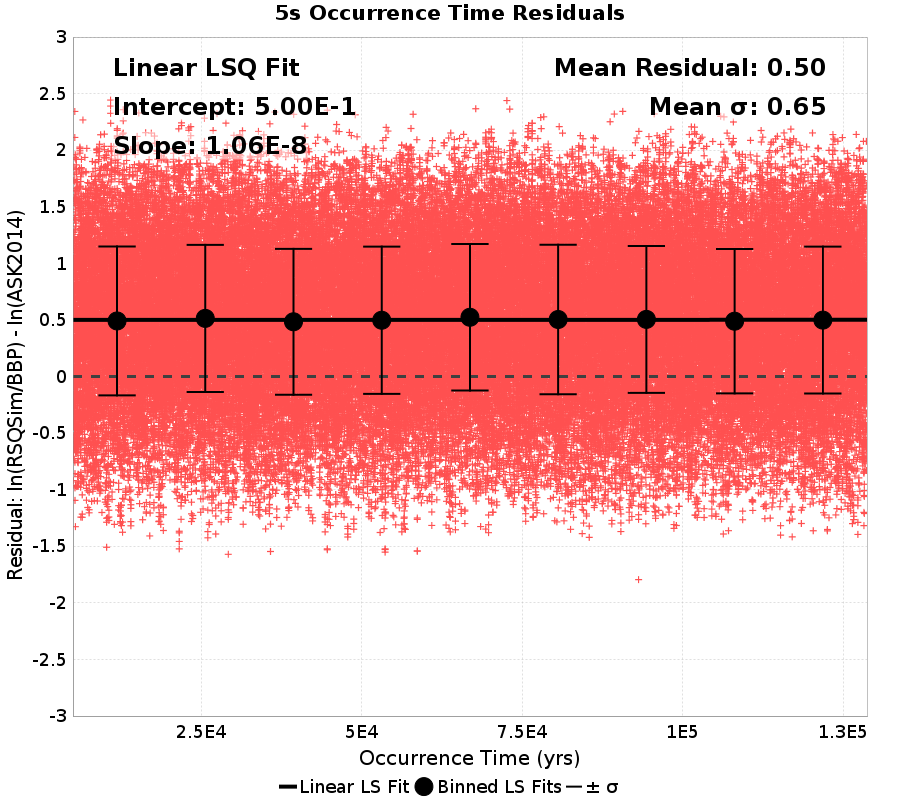 5s Occurrence Time Residuals
Linear LSQ Fit
Intercept: 5.00E-1
Slope: 1.06E-8
Mean Residual: 0.50
Mean σ: 0.65
Residual: ln(RSQSim/BBP) - ln(ASK2014)
3
2.5
2
1.5
1
0.5
0
-0.5
-1
-1.5
-2
-2.5
-3
2.5E4 5E4 7.5E4 1E5 1.3E5
Occurrence Time (yrs)
Linear LS Fit Binned LS Fits ± σ